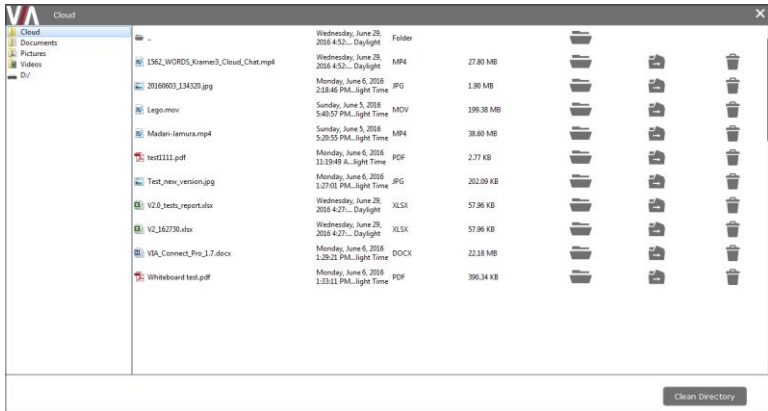 VIA Cloud
Cloud
Documents
Pictures
Videos
D:/
.. Wednesday, June 29, 2016 4:52:... Daylight Folder
1562_WORDS_Kramer3_Cloud_Chat.mp4 Wednesday, June 29, 2016 4:52:... Daylight MP4 27.80 MB
20160603_134320.jpg Monday, June 6, 2016 2:18:46 PM...light Time JPG 1.90 MB
Lego.mov Sunday, June 5, 2016 5:40:57 PM...light Time MOV 199.38 MB
Madari-Jamura.mp4 Sunday, June 5, 2016 5:20:55 PM...light Time MP4 38.60 MB
test1111.pdf Monday, June 6, 2016 11:19:49 A...light Time PDF 2.77 KB
Test_new_version.jpg Monday, June 6, 2016 1:27:01 PM...light Time JPG 202.09 KB
V2.0_tests_report.xlsx Wednesday, June 29, 2016 4:27:... Daylight XLSX 57.96 KB
V2_162730.xlsx Wednesday, June 29, 2016 4:27:... Daylight XLSX 57.96 KB
VIA_Connect_Pro_1.7.docx Monday, June 6, 2016 1:29:21 PM...light Time DOCX 22.18 MB
Whiteboard test.pdf Monday, June 6, 2016 1:33:11 PM...light Time PDF 390.34 KB
Clean Directory